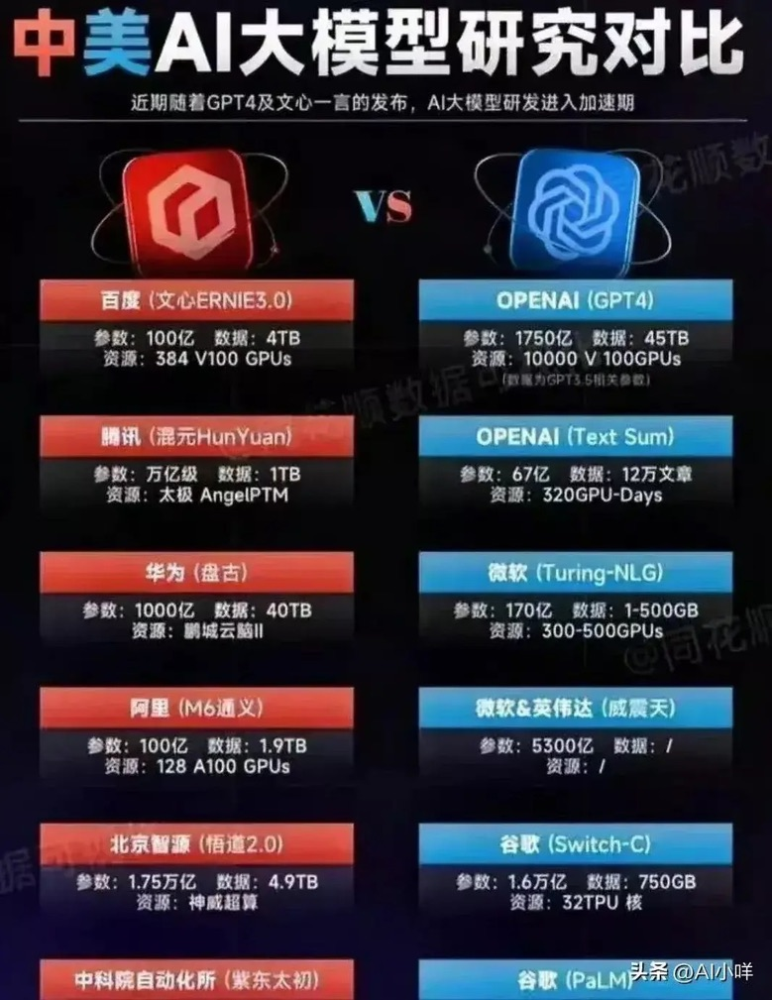 中美AI大模型研究对比
近期随着GPT4及文心一言的发布，AI大模型研发进入加速期
VS
百度 (文心ERNIE3.0)
参数：100亿 数据：4TB
资源：384 V100 GPUs
OPENAI (GPT4)
参数：1750亿 数据：45TB
资源：10000 V 100GPUs
(数据为GPT3.5相关参数)
腾讯 (混元HunYuan)
参数：万亿级 数据：1TB
资源：太极 AngelPTM
OPENAI (Text Sum)
参数：67亿 数据：12万文章
资源：320GPU-Days
华为 (盘古)
参数：1000亿 数据：40TB
资源：鹏城云脑II
微软 (Turing-NLG)
参数：170亿 数据：1-500GB
资源：300-500GPUs
阿里 (M6通义)
参数：100亿 数据：1.9TB
资源：128 A100 GPUs
微软&英伟达 (威震天)
参数：5300亿 数据：/
资源：/
北京智源 (悟道2.0)
参数：1.75万亿 数据：4.9TB
资源：神威超算
谷歌 (Switch-C)
参数：1.6万亿 数据：750GB
资源：32TPU 核
中科院自动化所 (紫东太初)
谷歌 (PaLM)
头条 @AI小咩